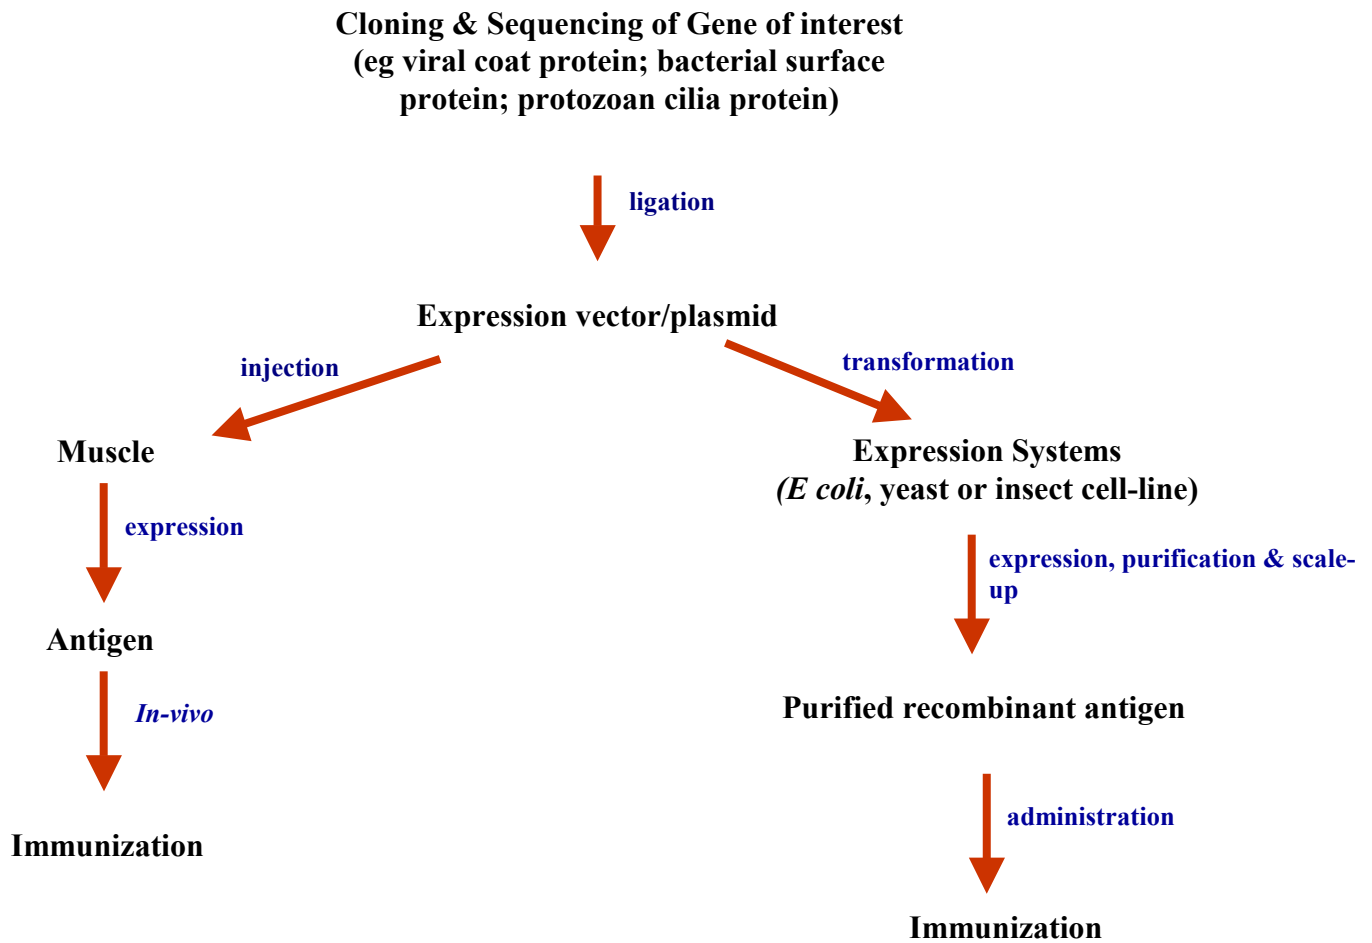 Cloning & Sequencing of Gene of interest
(eg viral coat protein; bacterial surface
protein; protozoan cilia protein)
ligation
Expression vector/plasmid
injection
transformation
Muscle
Expression Systems
(E coli, yeast or insect cell-line)
expression
expression, purification & scale-
up
Antigen
In-vivo
Purified recombinant antigen
administration
Immunization
Immunization